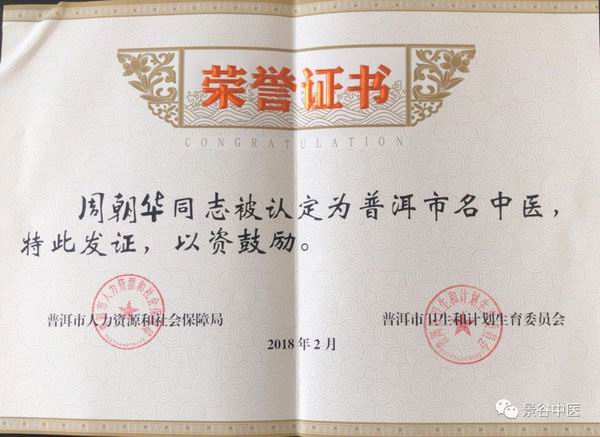 荣誉证书
CONGRATULATION
周朝华同志被认定为普洱市名中医，
特此发证，以资鼓励。
普洱市人力资源和社会保障局
普洱市卫生和计划生育委员会
2018年2月
景谷中医